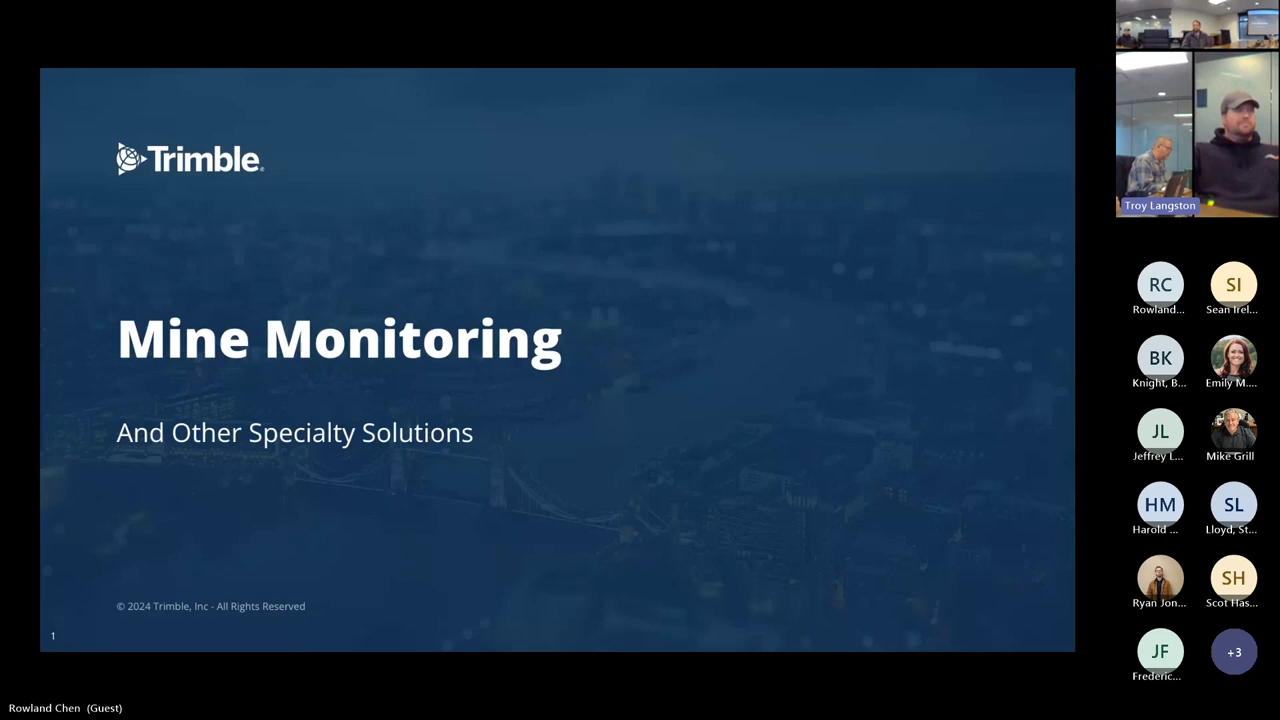 Trimble
Mine Monitoring
And Other Specialty Solutions
© 2024 Trimble, Inc - All Rights Reserved
1
Troy Langston
RC
Rowland...
SI
Sean Irel...
BK
Knight, B...
Emily M....
JL
Jeffrey L...
Mike Grill
HM
Harold ...
SL
Lloyd, St...
Ryan Jon...
SH
Scot Has...
JF
Frederic...
+3
Rowland Chen (Guest)